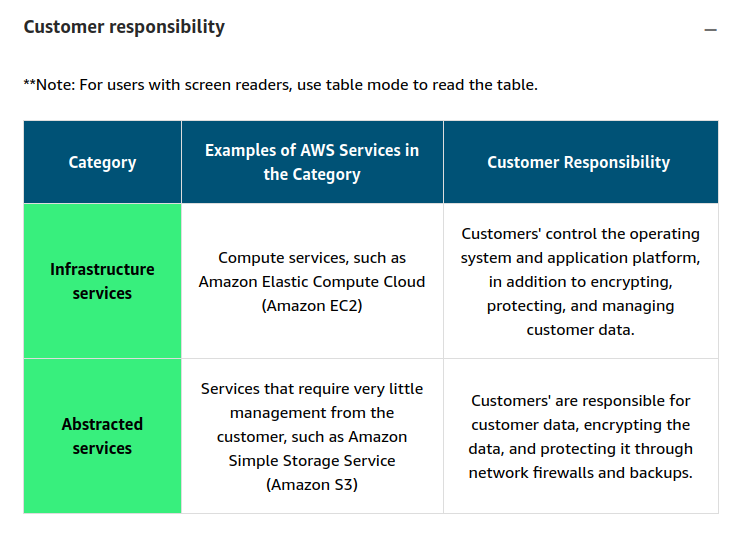 Customer responsibility
**Note: For users with screen readers, use table mode to read the table.
Category
Examples of AWS Services in
the Category
Customer Responsibility
Infrastructure
services
Compute services, such as
Amazon Elastic Compute Cloud
(Amazon EC2)
Customers' control the operating
system and application platform,
in addition to encrypting,
protecting, and managing
customer data.
Abstracted
services
Services that require very little
management from the
customer, such as Amazon
Simple Storage Service
(Amazon S3)
Customers' are responsible for
customer data, encrypting the
data, and protecting it through
network firewalls and backups.